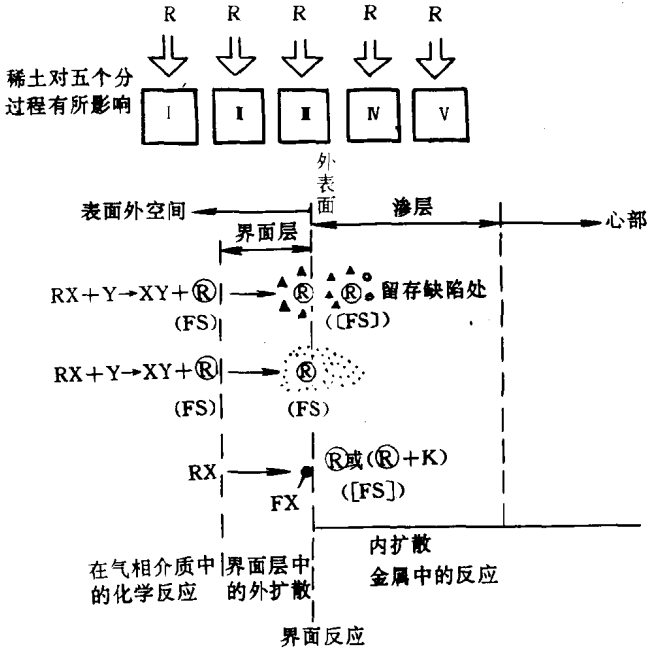 R R R R R
稀土对五个分
过程有所影响
Ⅰ Ⅱ Ⅲ Ⅳ Ⅴ
外表面
表面外空间 渗层 心部
界面层
RX+Y→XY+Ⓡ Ⓡ Ⓡ 留存缺陷处
(FS) ([FS])
RX+Y→XY+Ⓡ Ⓡ
(FS) (FS)
RX Ⓡ或(Ⓡ+K)
FX ([FS])
在气相介质中 界面层中 内扩散
的化学反应 的外扩散 金属中的反应
界面反应